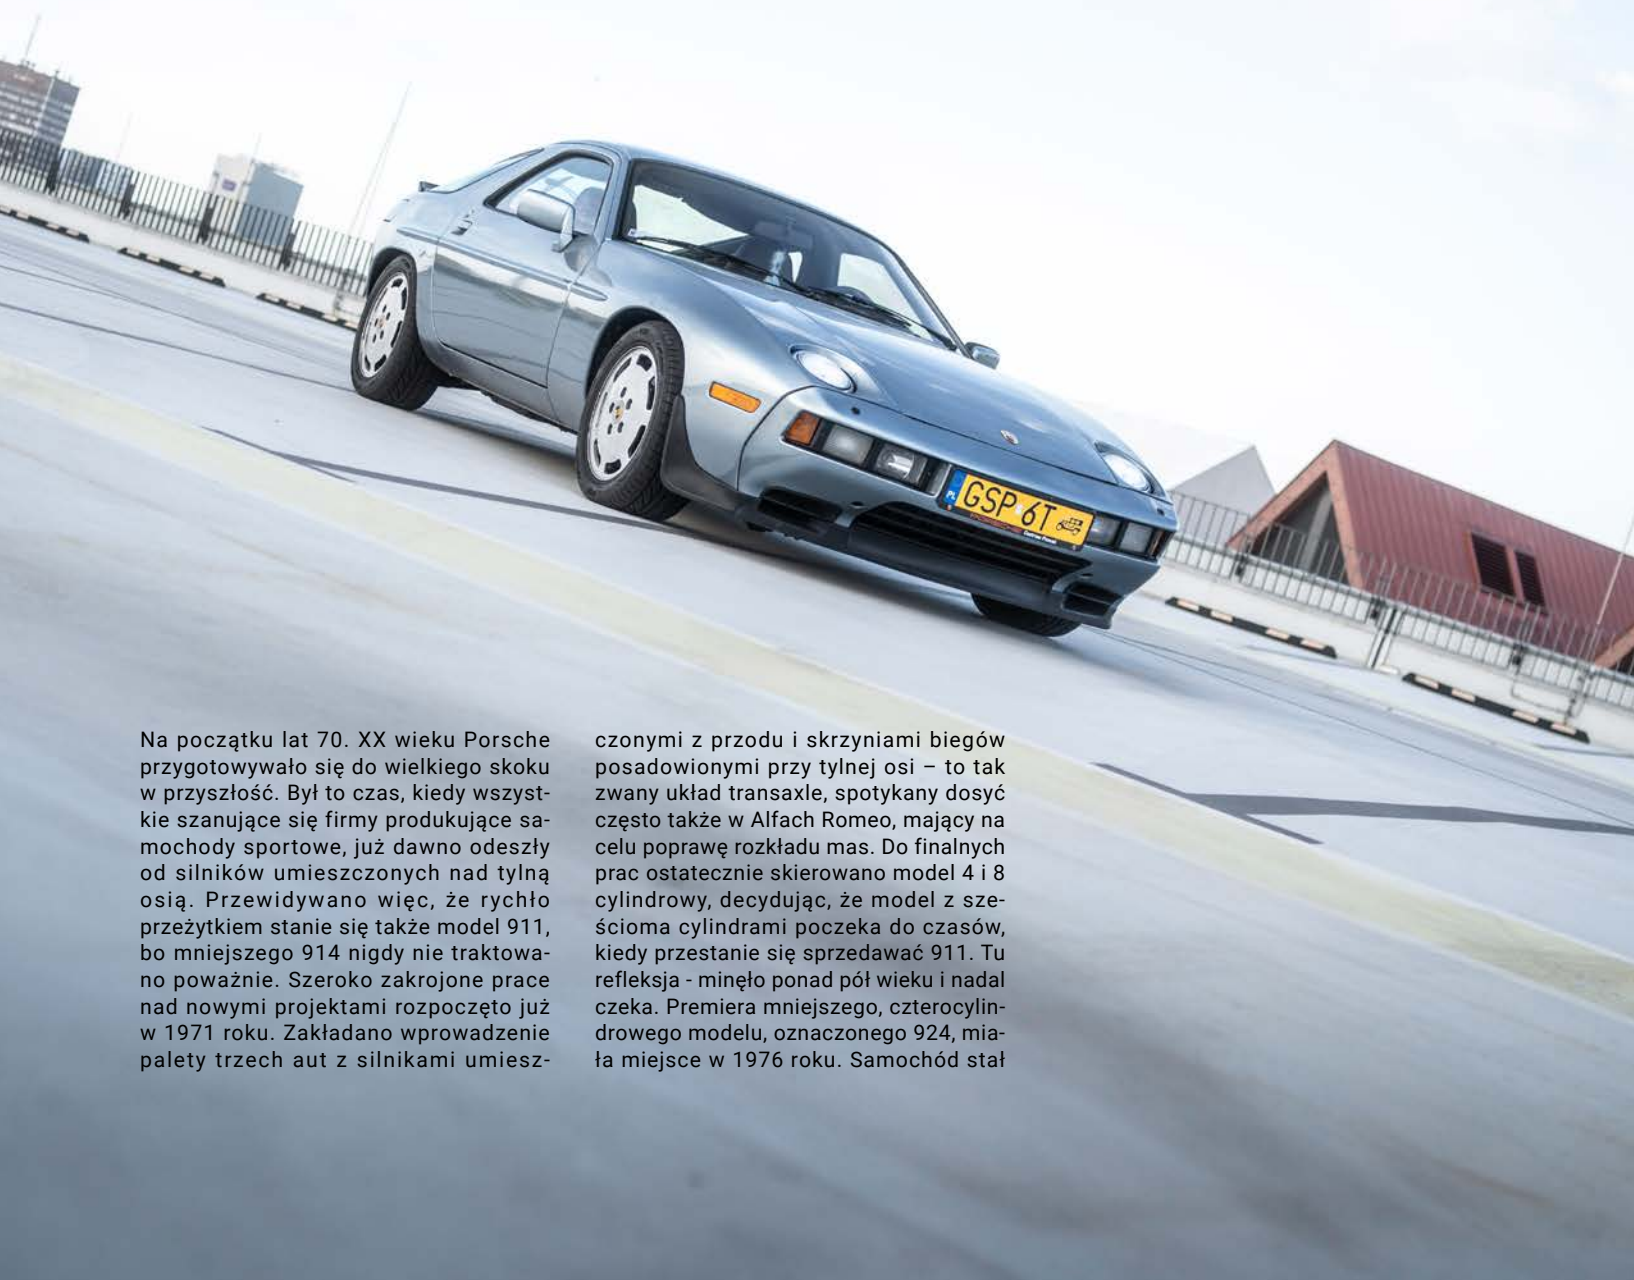 PL GSP 6T
Na początku lat 70. XX wieku Porsche
przygotowywało się do wielkiego skoku
w przyszłość. Był to czas, kiedy wszyst-
kie szanujące się firmy produkujące sa-
mochody sportowe, już dawno odeszły
od silników umieszczonych nad tylną
osią. Przewidywano więc, że rychło
przeżytkiem stanie się także model 911,
bo mniejszego 914 nigdy nie traktowa-
no poważnie. Szeroko zakrojone prace
nad nowymi projektami rozpoczęto już
w 1971 roku. Zakładano wprowadzenie
palety trzech aut z silnikami umiesz-
czonymi z przodu i skrzyniami biegów
posadowionymi przy tylnej osi – to tak
zwany układ transaxle, spotykany dosyć
często także w Alfach Romeo, mający na
celu poprawę rozkładu mas. Do finalnych
prac ostatecznie skierowano model 4 i 8
cylindrowy, decydując, że model z sze-
ścioma cylindrami poczeka do czasów,
kiedy przestanie się sprzedawać 911. Tu
refleksja - minęło ponad pół wieku i nadal
czeka. Premiera mniejszego, czterocylin-
drowego modelu, oznaczonego 924, mia-
ła miejsce w 1976 roku. Samochód stał